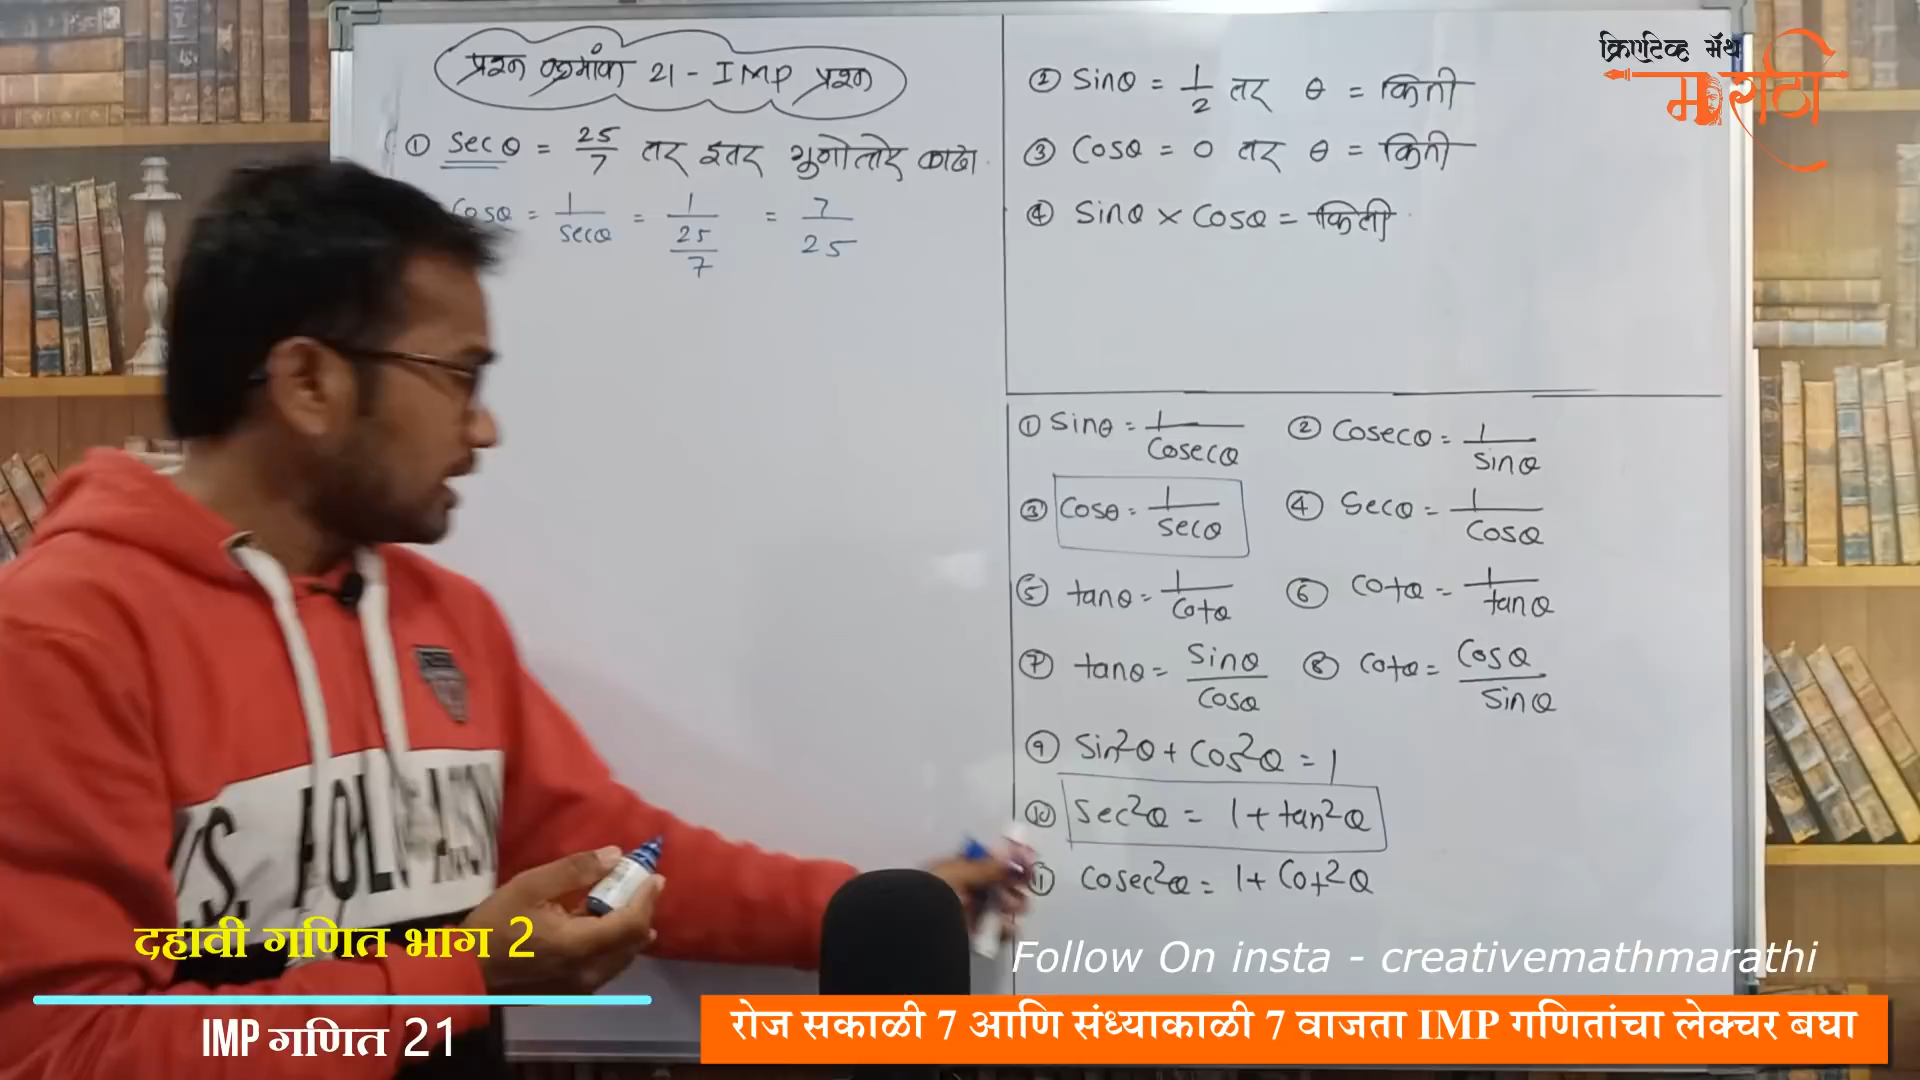 प्रश्न क्रमांक 21 - IMP प्रश्न
① secθ = 25/7 तर इतर गुणोत्तरे काढा.
cosθ = 1/secθ = 1/(25/7) = 7/25
② sinθ = 1/2 तर θ = किती
③ cosθ = 0 तर θ = किती
④ sinθ × cosθ = किती
① sinθ = 1/cosecθ
② cosecθ = 1/sinθ
③ cosθ = 1/secθ
④ secθ = 1/cosθ
⑤ tanθ = 1/cotθ
⑥ cotθ = 1/tanθ
⑦ tanθ = sinθ/cosθ
⑧ cotθ = cosθ/sinθ
⑨ sin²θ + cos²θ = 1
⑩ sec²θ = 1 + tan²θ
⑪ cosec²θ = 1 + cot²θ
क्रिएटिव्ह मॅथ
मराठी
दहावी गणित भाग 2
IMP गणित 21
Follow On insta - creativemathmarathi
रोज सकाळी 7 आणि संध्याकाळी 7 वाजता IMP गणितांचा लेक्चर बघा